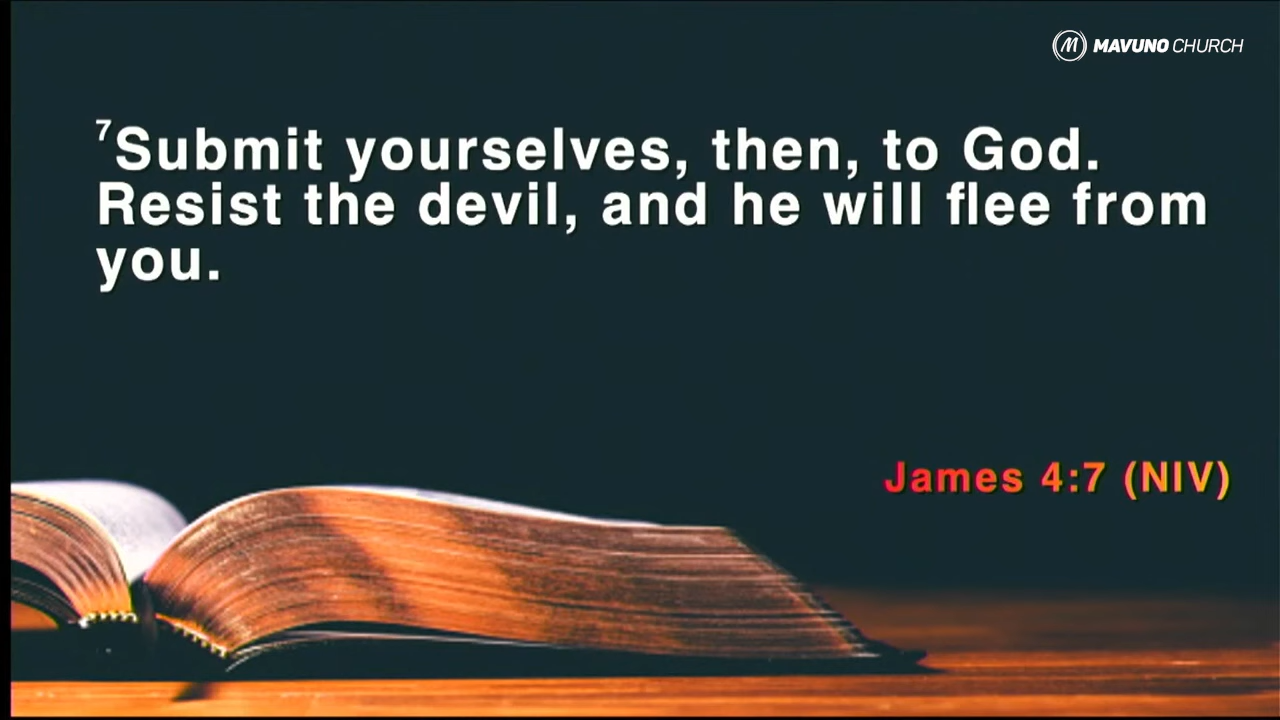 MAVUNO CHURCH
⁷Submit yourselves, then, to God.
Resist the devil, and he will flee from
you.
James 4:7 (NIV)